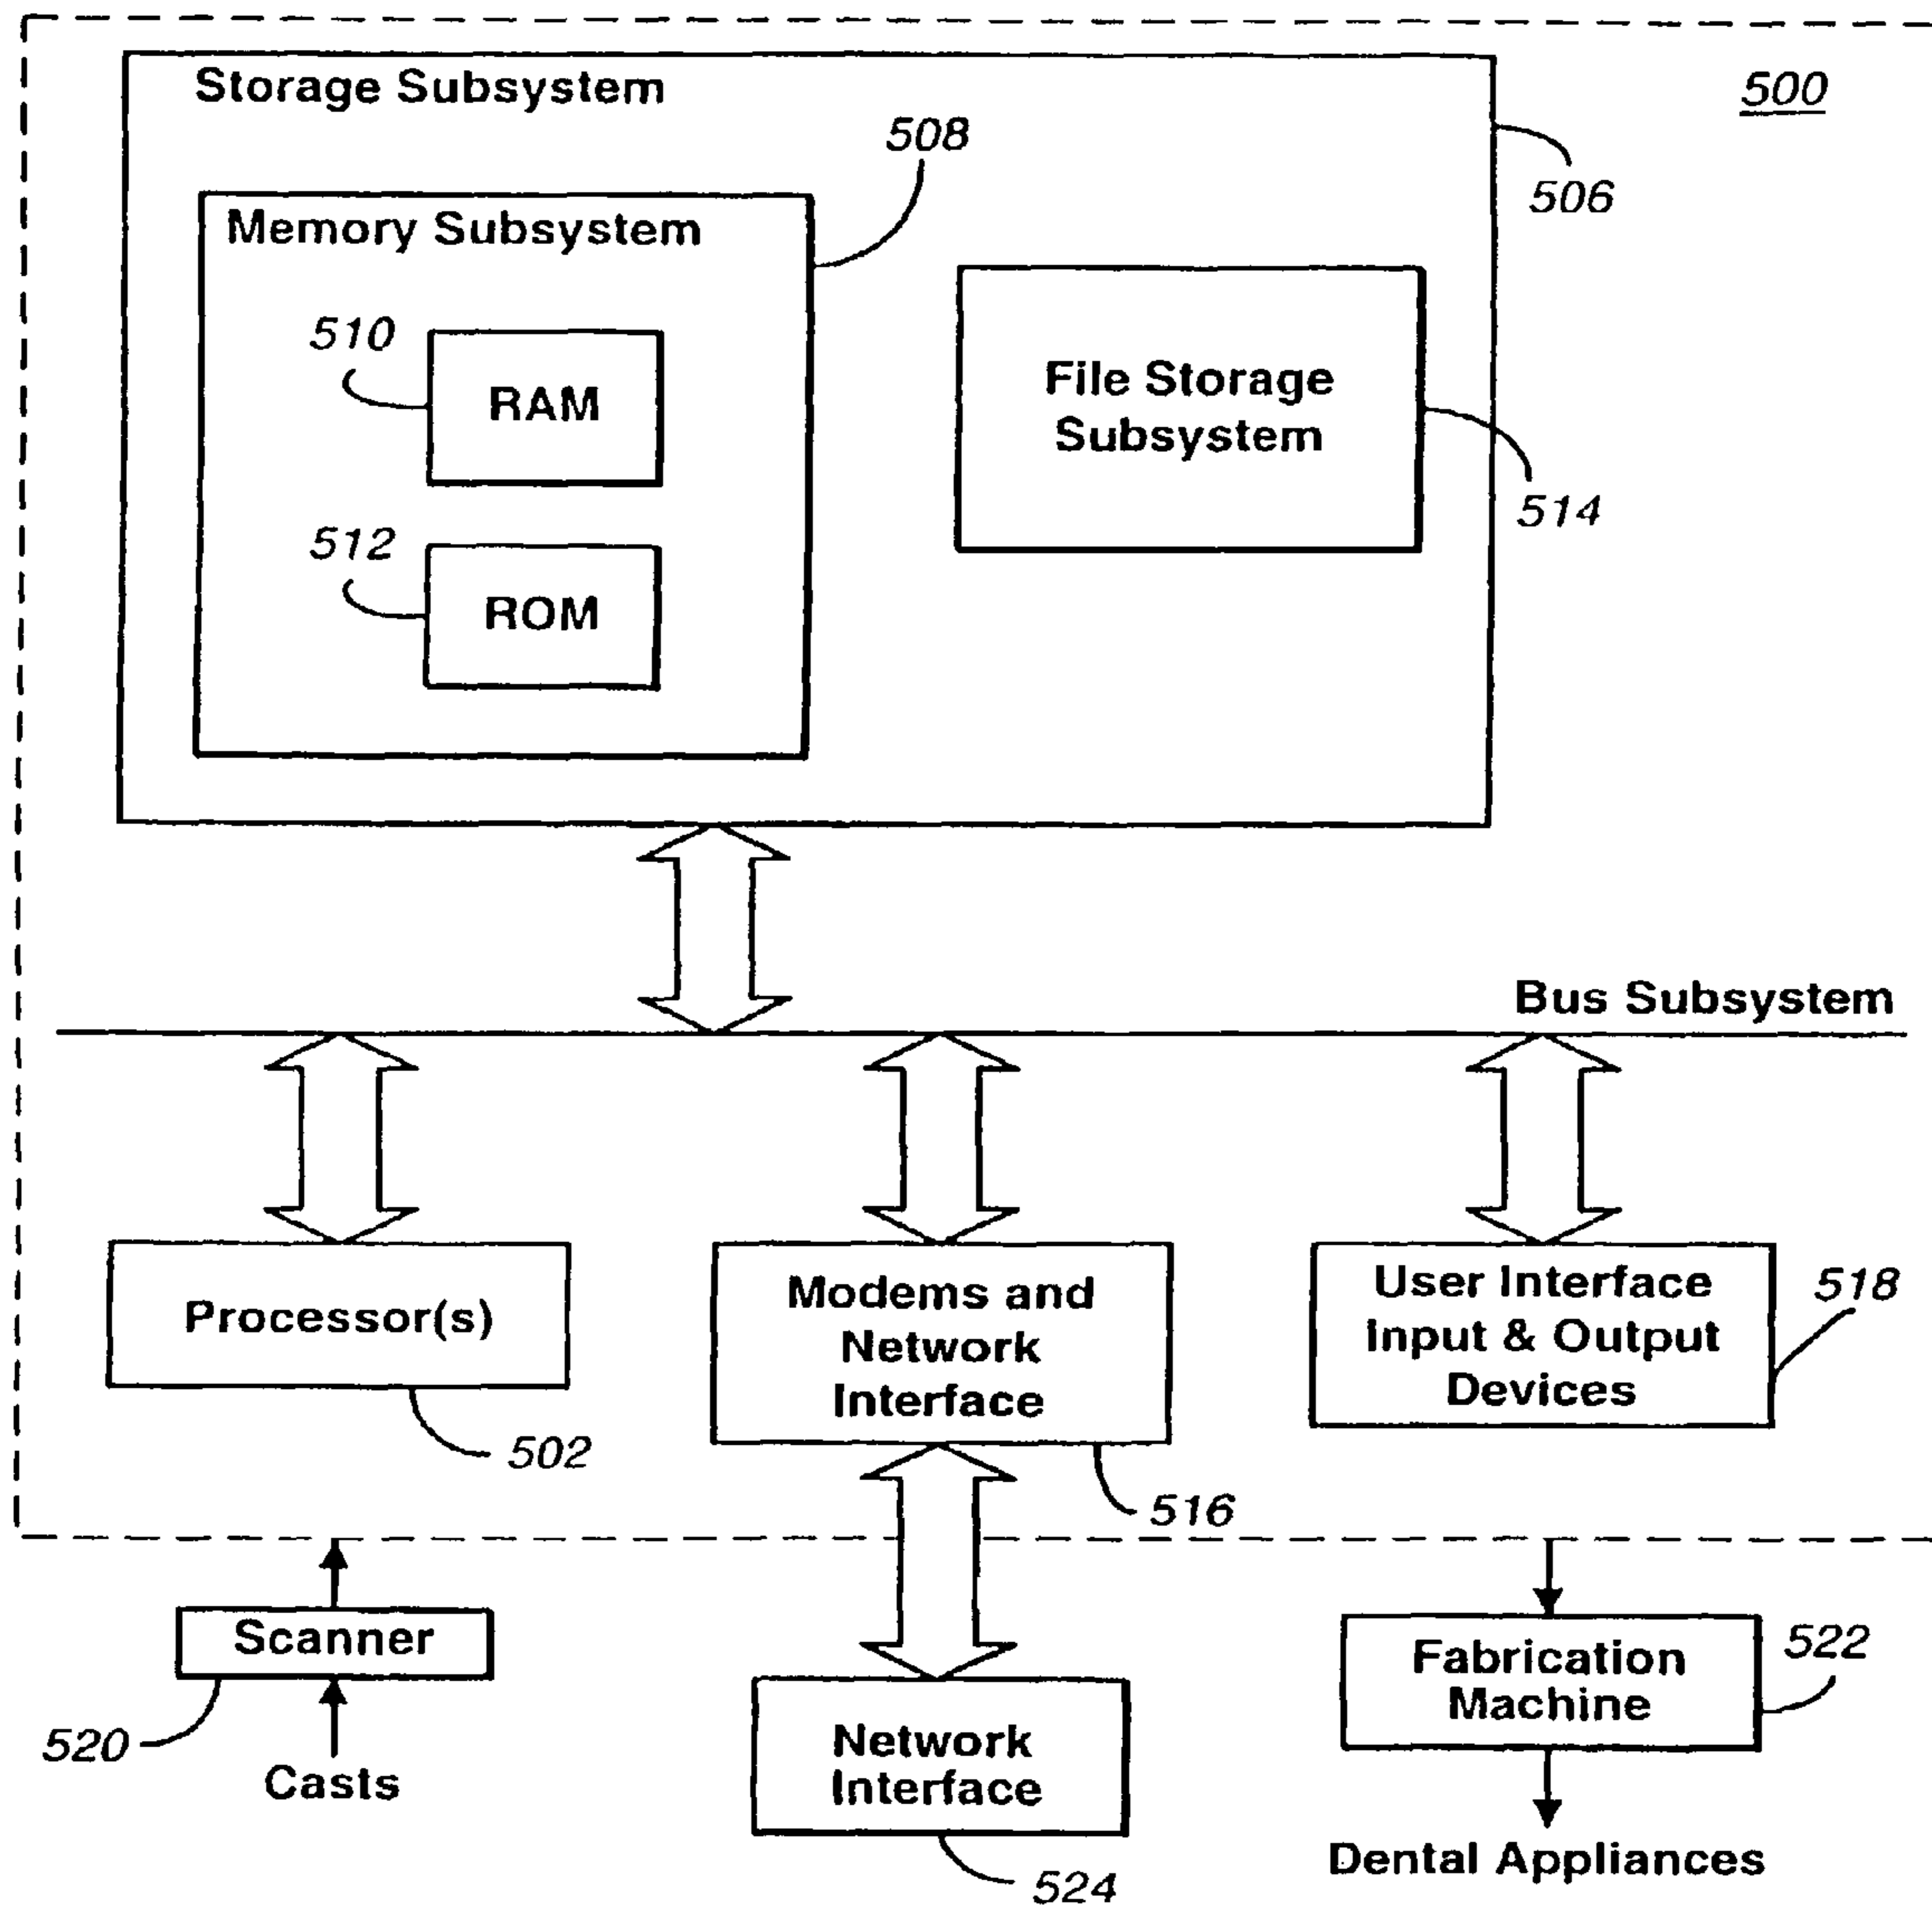 Storage Subsystem
500
508
506
Memory Subsystem
510
RAM
File Storage
Subsystem
514
512
ROM
Bus Subsystem
Processor(s)
502
Modems and
Network
Interface
516
User Interface
Input & Output
Devices
518
Scanner
520
Casts
Network
Interface
524
Fabrication
Machine
522
Dental Appliances